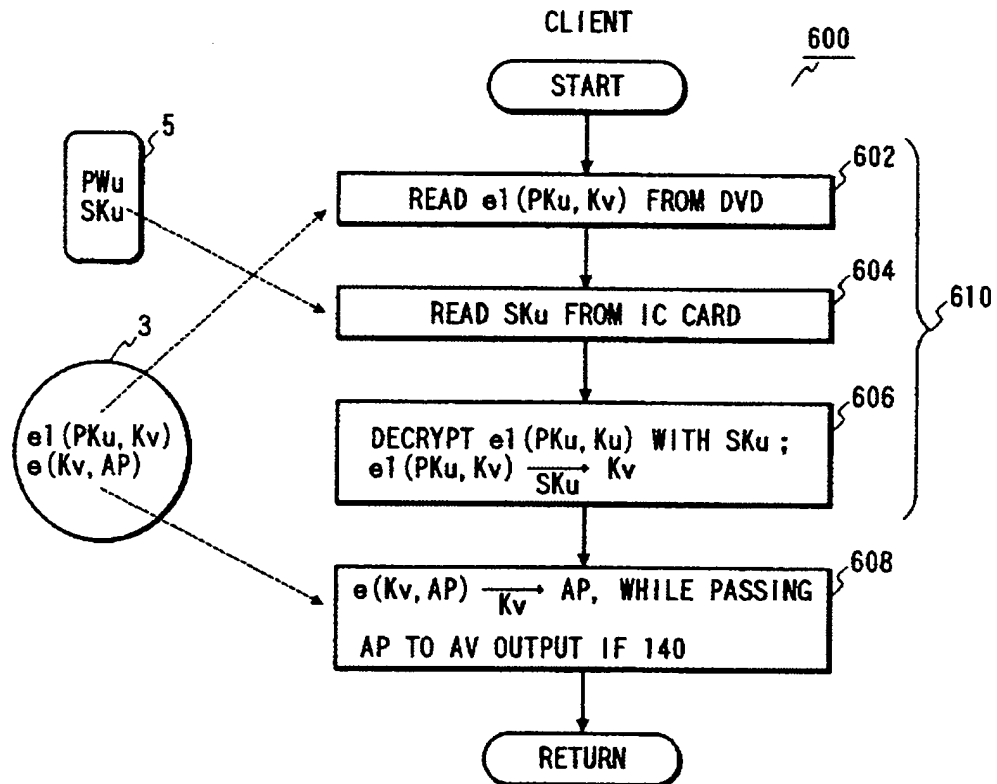 CLIENT
600
START
5
PWu
SKu
602
READ e1(PKu, Kv) FROM DVD
604
READ SKu FROM IC CARD
610
3
e1(PKu, Kv)
e(Kv, AP)
606
DECRYPT e1(PKu, Ku) WITH SKu ;
e1(PKu, Kv) → Kv
SKu
608
e(Kv, AP) → AP, WHILE PASSING
Kv
AP TO AV OUTPUT IF 140
RETURN